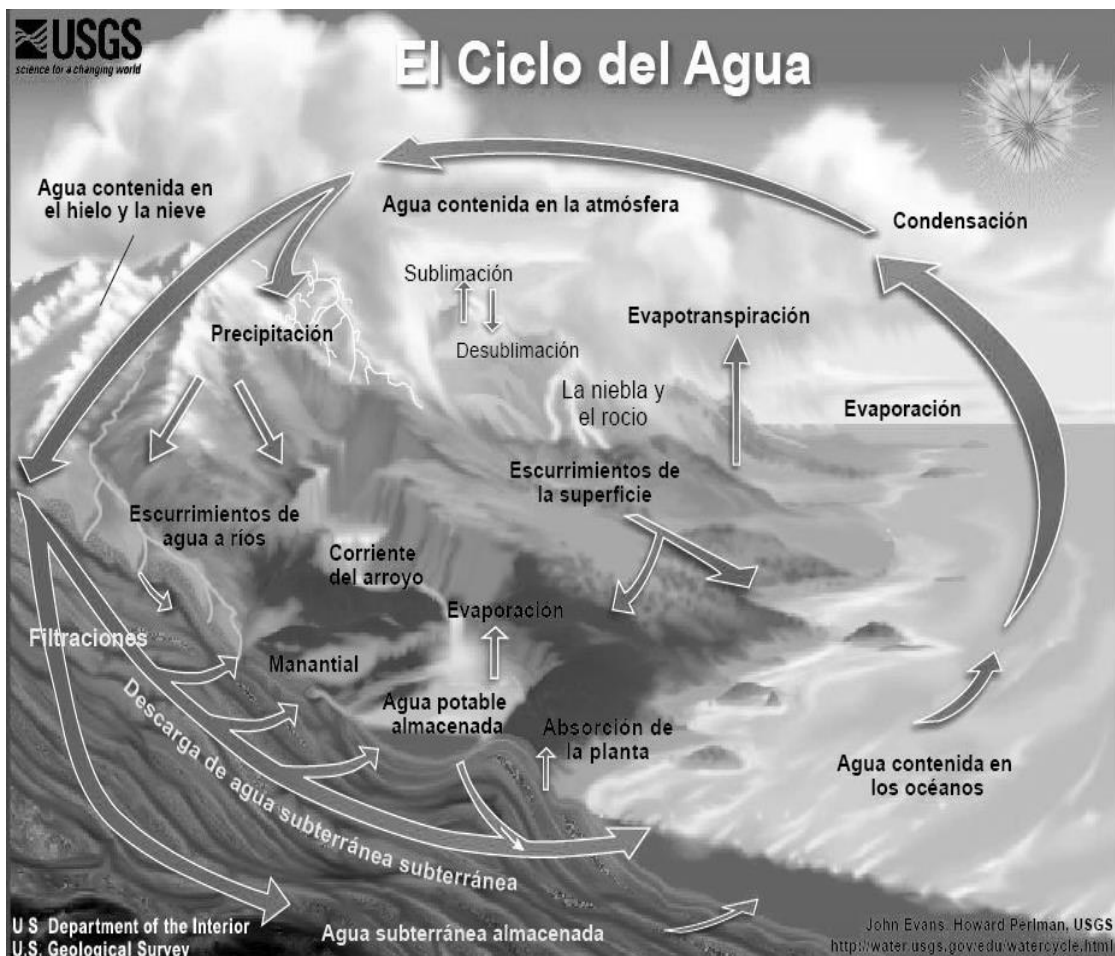 USGS
science for a changing world
El Ciclo del Agua
Agua contenida en
el hielo y la nieve
Agua contenida en la atmósfera
Condensación
Sublimación
Evapotranspiración
Precipitación
Desublimación
La niebla y
el rocio
Evaporación
Escurrimientos de
la superficie
Escurrimientos de
agua a ríos
Corriente
del arroyo
Evaporación
Filtraciones
Manantial
Agua potable
almacenada
Absorción de
la planta
Descarga de agua subterránea subterránea
Agua contenida en
los océanos
Agua subterránea almacenada
U S Department of the Interior
U.S. Geological Survey
John Evans, Howard Perlman, USGS
http://water.usgs.gov/edu/watercycle.html